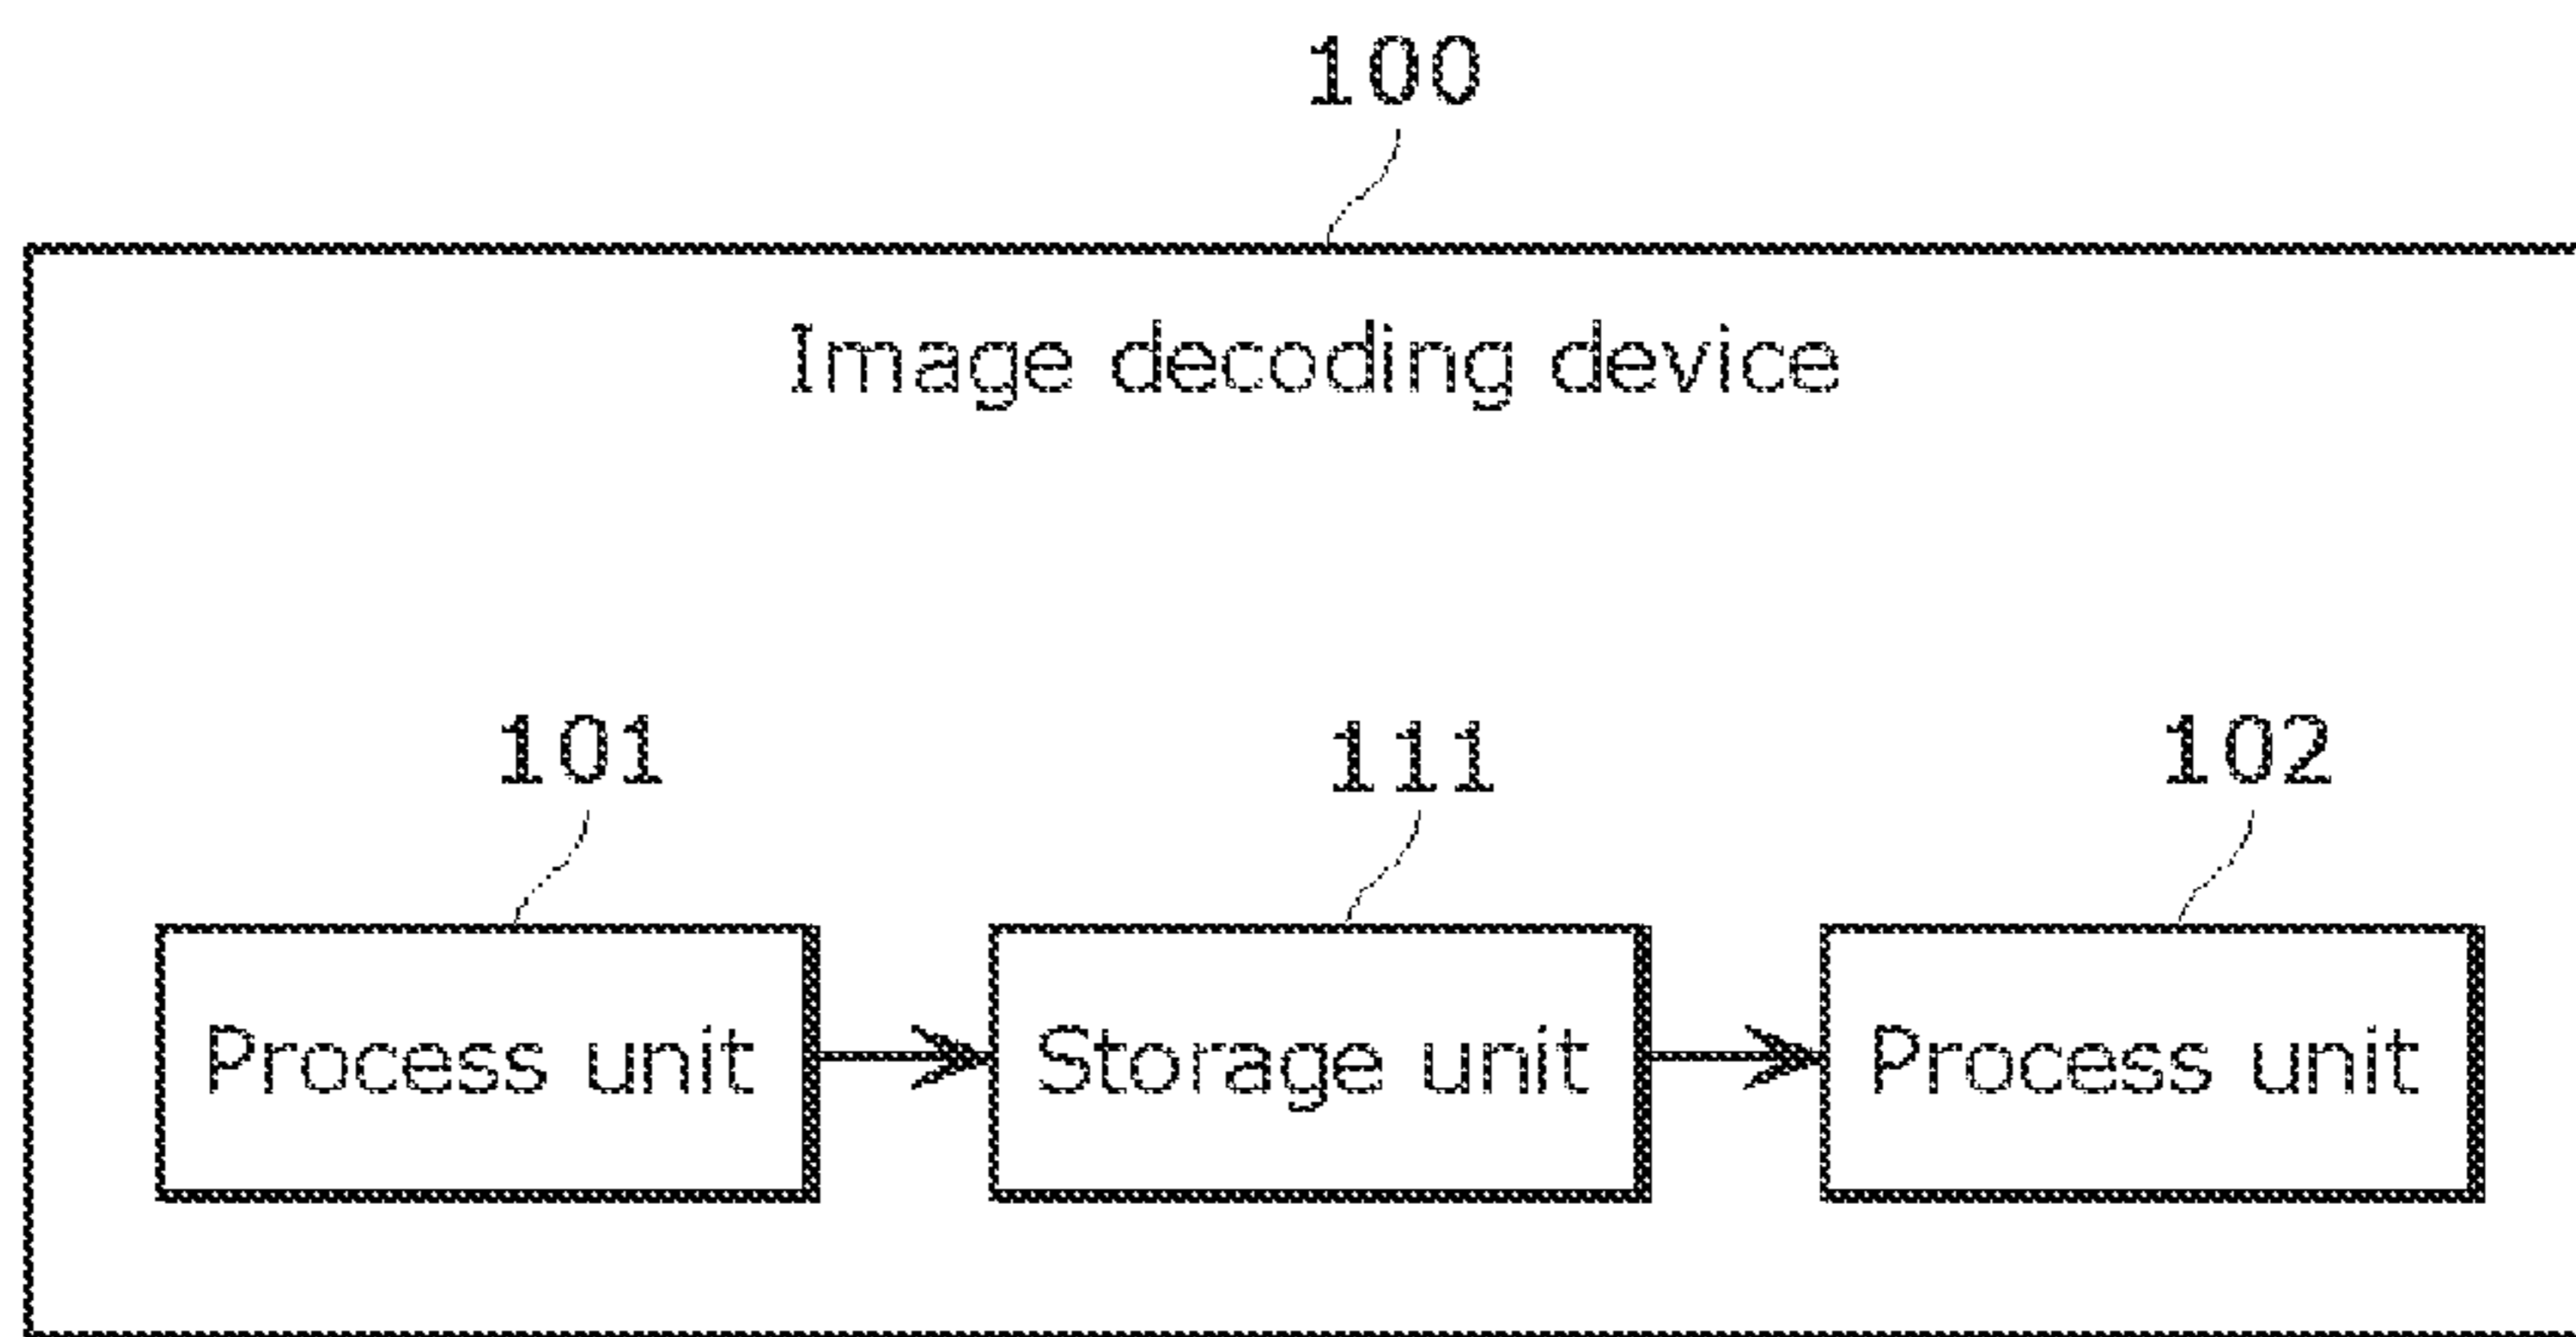 100
Image decoding device
101 111 102
Process unit Storage unit Process unit